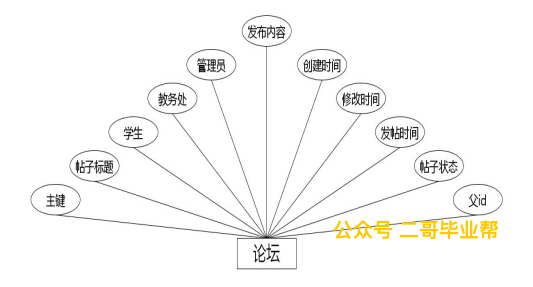 发布内容
管理员
创建时间
教务处
修改时间
学生
发帖时间
帖子标题
帖子状态
主键
父id
公众号 二哥毕业帮
论坛